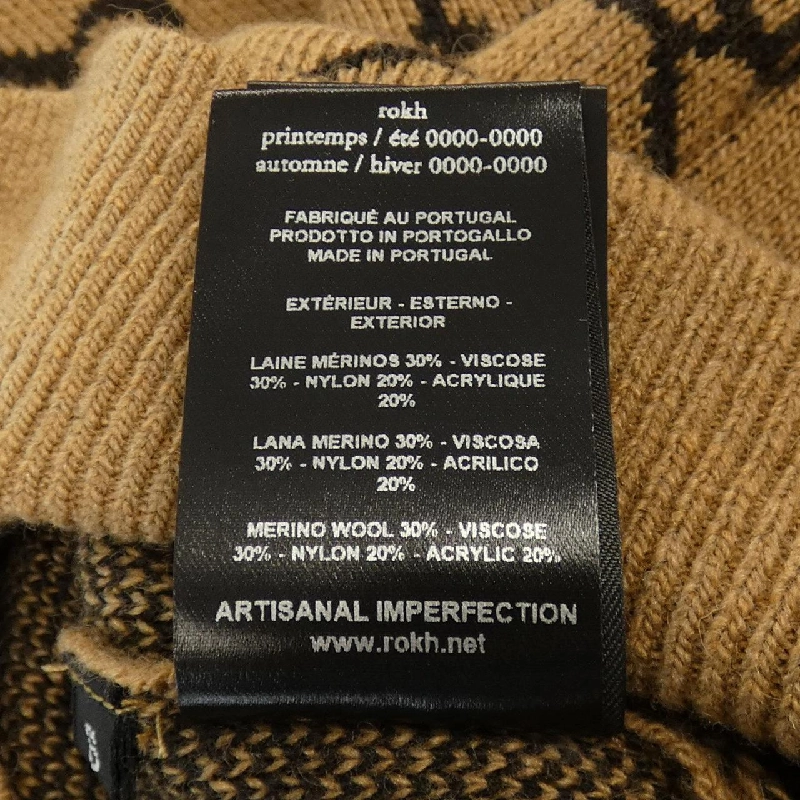 rokh
printemps / été 0000-0000
automne / hiver 0000-0000
FABRIQUÉ AU PORTUGAL
PRODOTTO IN PORTOGALLO
MADE IN PORTUGAL
EXTÉRIEUR - ESTERNO -
EXTERIOR
LAINE MÉRINOS 30% - VISCOSE
30% - NYLON 20% - ACRYLIQUE
20%
LANA MERINO 30% - VISCOSA
30% - NYLON 20% - ACRILICO
20%
MERINO WOOL 30% - VISCOSE
30% - NYLON 20% - ACRYLIC 20%
ARTISANAL IMPERFECTION
www.rokh.net